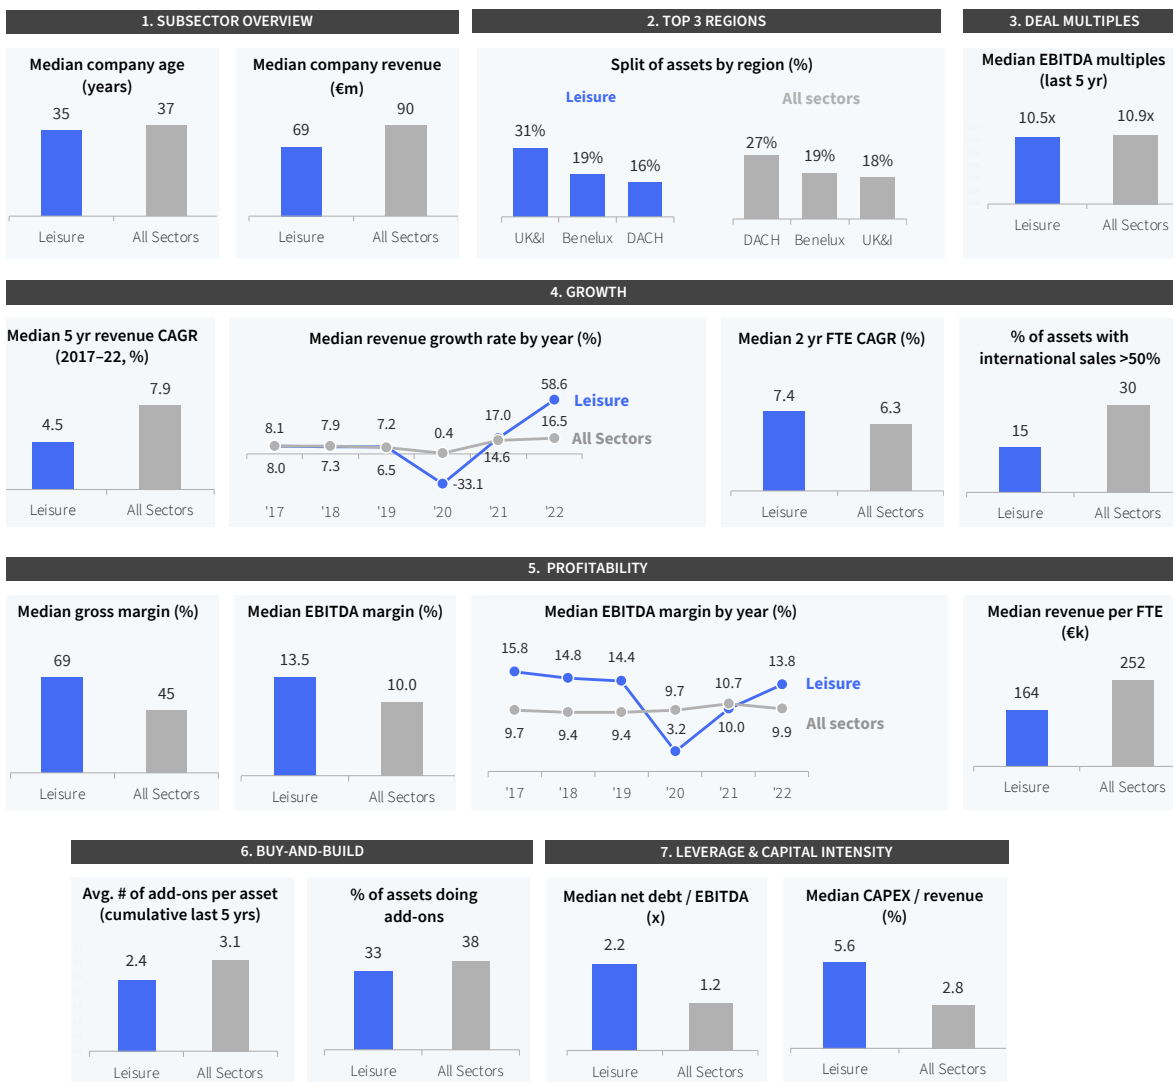 1. SUBSECTOR OVERVIEW
2. TOP 3 REGIONS
3. DEAL MULTIPLES
Median company age
(years)
35
37
Leisure
All Sectors
Median company revenue
(€m)
69
90
Leisure
All Sectors
Split of assets by region (%)
Leisure
All sectors
31%
19%
16%
UK&I
Benelux
DACH
27%
19%
18%
DACH
Benelux
UK&I
Median EBITDA multiples
(last 5 yr)
10.5x
10.9x
Leisure
All Sectors
4. GROWTH
Median 5 yr revenue CAGR
(2017–22, %)
4.5
7.9
Leisure
All Sectors
Median revenue growth rate by year (%)
58.6
Leisure
8.1
7.9
7.2
0.4
17.0
16.5
All Sectors
8.0
7.3
6.5
-33.1
14.6
'17
'18
'19
'20
'21
'22
Median 2 yr FTE CAGR (%)
7.4
6.3
Leisure
All Sectors
% of assets with
international sales >50%
15
30
Leisure
All Sectors
5. PROFITABILITY
Median gross margin (%)
69
45
Leisure
All Sectors
Median EBITDA margin (%)
13.5
10.0
Leisure
All Sectors
Median EBITDA margin by year (%)
15.8
14.8
14.4
9.7
10.7
13.8
Leisure
9.7
9.4
9.4
3.2
10.0
9.9
All sectors
'17
'18
'19
'20
'21
'22
Median revenue per FTE
(€k)
164
252
Leisure
All Sectors
6. BUY-AND-BUILD
7. LEVERAGE & CAPITAL INTENSITY
Avg. # of add-ons per asset
(cumulative last 5 yrs)
2.4
3.1
Leisure
All Sectors
% of assets doing
add-ons
33
38
Leisure
All Sectors
Median net debt / EBITDA
(x)
2.2
1.2
Leisure
All Sectors
Median CAPEX / revenue
(%)
5.6
2.8
Leisure
All Sectors